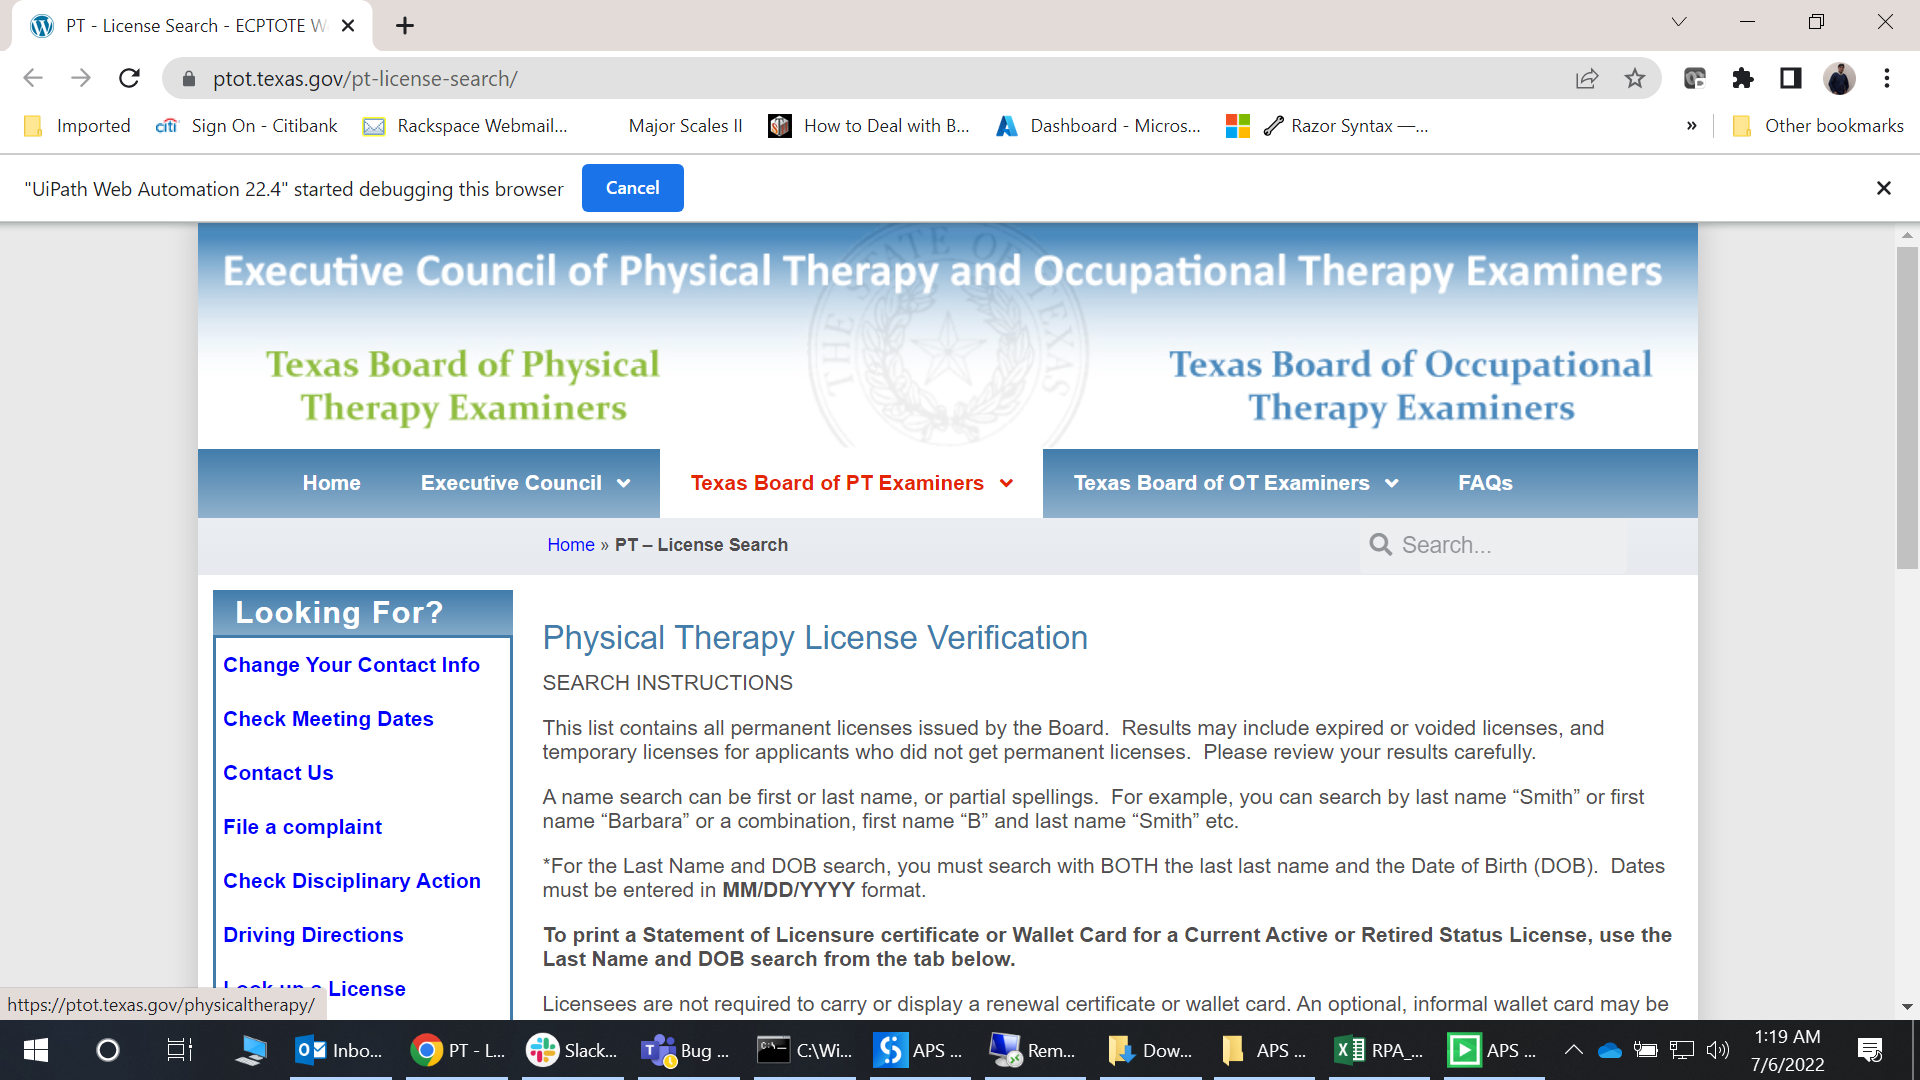 PT - License Search - ECPTOTE W
ptot.texas.gov/pt-license-search/
Imported
citi Sign On - Citibank
Rackspace Webmail...
Major Scales II
How to Deal with B...
Dashboard - Micros...
Razor Syntax —...
»
Other bookmarks
"UiPath Web Automation 22.4" started debugging this browser
Cancel
THE STATE OF TEXAS
Executive Council of Physical Therapy and Occupational Therapy Examiners
Texas Board of Physical
Therapy Examiners
Texas Board of Occupational
Therapy Examiners
Home
Executive Council
Texas Board of PT Examiners
Texas Board of OT Examiners
FAQs
Home » PT – License Search
Search...
Looking For?
Change Your Contact Info
Check Meeting Dates
Contact Us
File a complaint
Check Disciplinary Action
Driving Directions
Look up a License
Physical Therapy License Verification
SEARCH INSTRUCTIONS
This list contains all permanent licenses issued by the Board.  Results may include expired or voided licenses, and
temporary licenses for applicants who did not get permanent licenses.  Please review your results carefully.
A name search can be first or last name, or partial spellings.  For example, you can search by last name “Smith” or first
name “Barbara” or a combination, first name “B” and last name “Smith” etc.
*For the Last Name and DOB search, you must search with BOTH the last last name and the Date of Birth (DOB).  Dates
must be entered in MM/DD/YYYY format.
To print a Statement of Licensure certificate or Wallet Card for a Current Active or Retired Status License, use the
Last Name and DOB search from the tab below.
Licensees are not required to carry or display a renewal certificate or wallet card. An optional, informal wallet card may be
https://ptot.texas.gov/physicaltherapy/
Inbo...
PT - L...
Slack...
Bug ...
C:\Wi...
APS ...
Rem...
Dow...
APS ...
RPA_...
APS ...
1:19 AM
7/6/2022